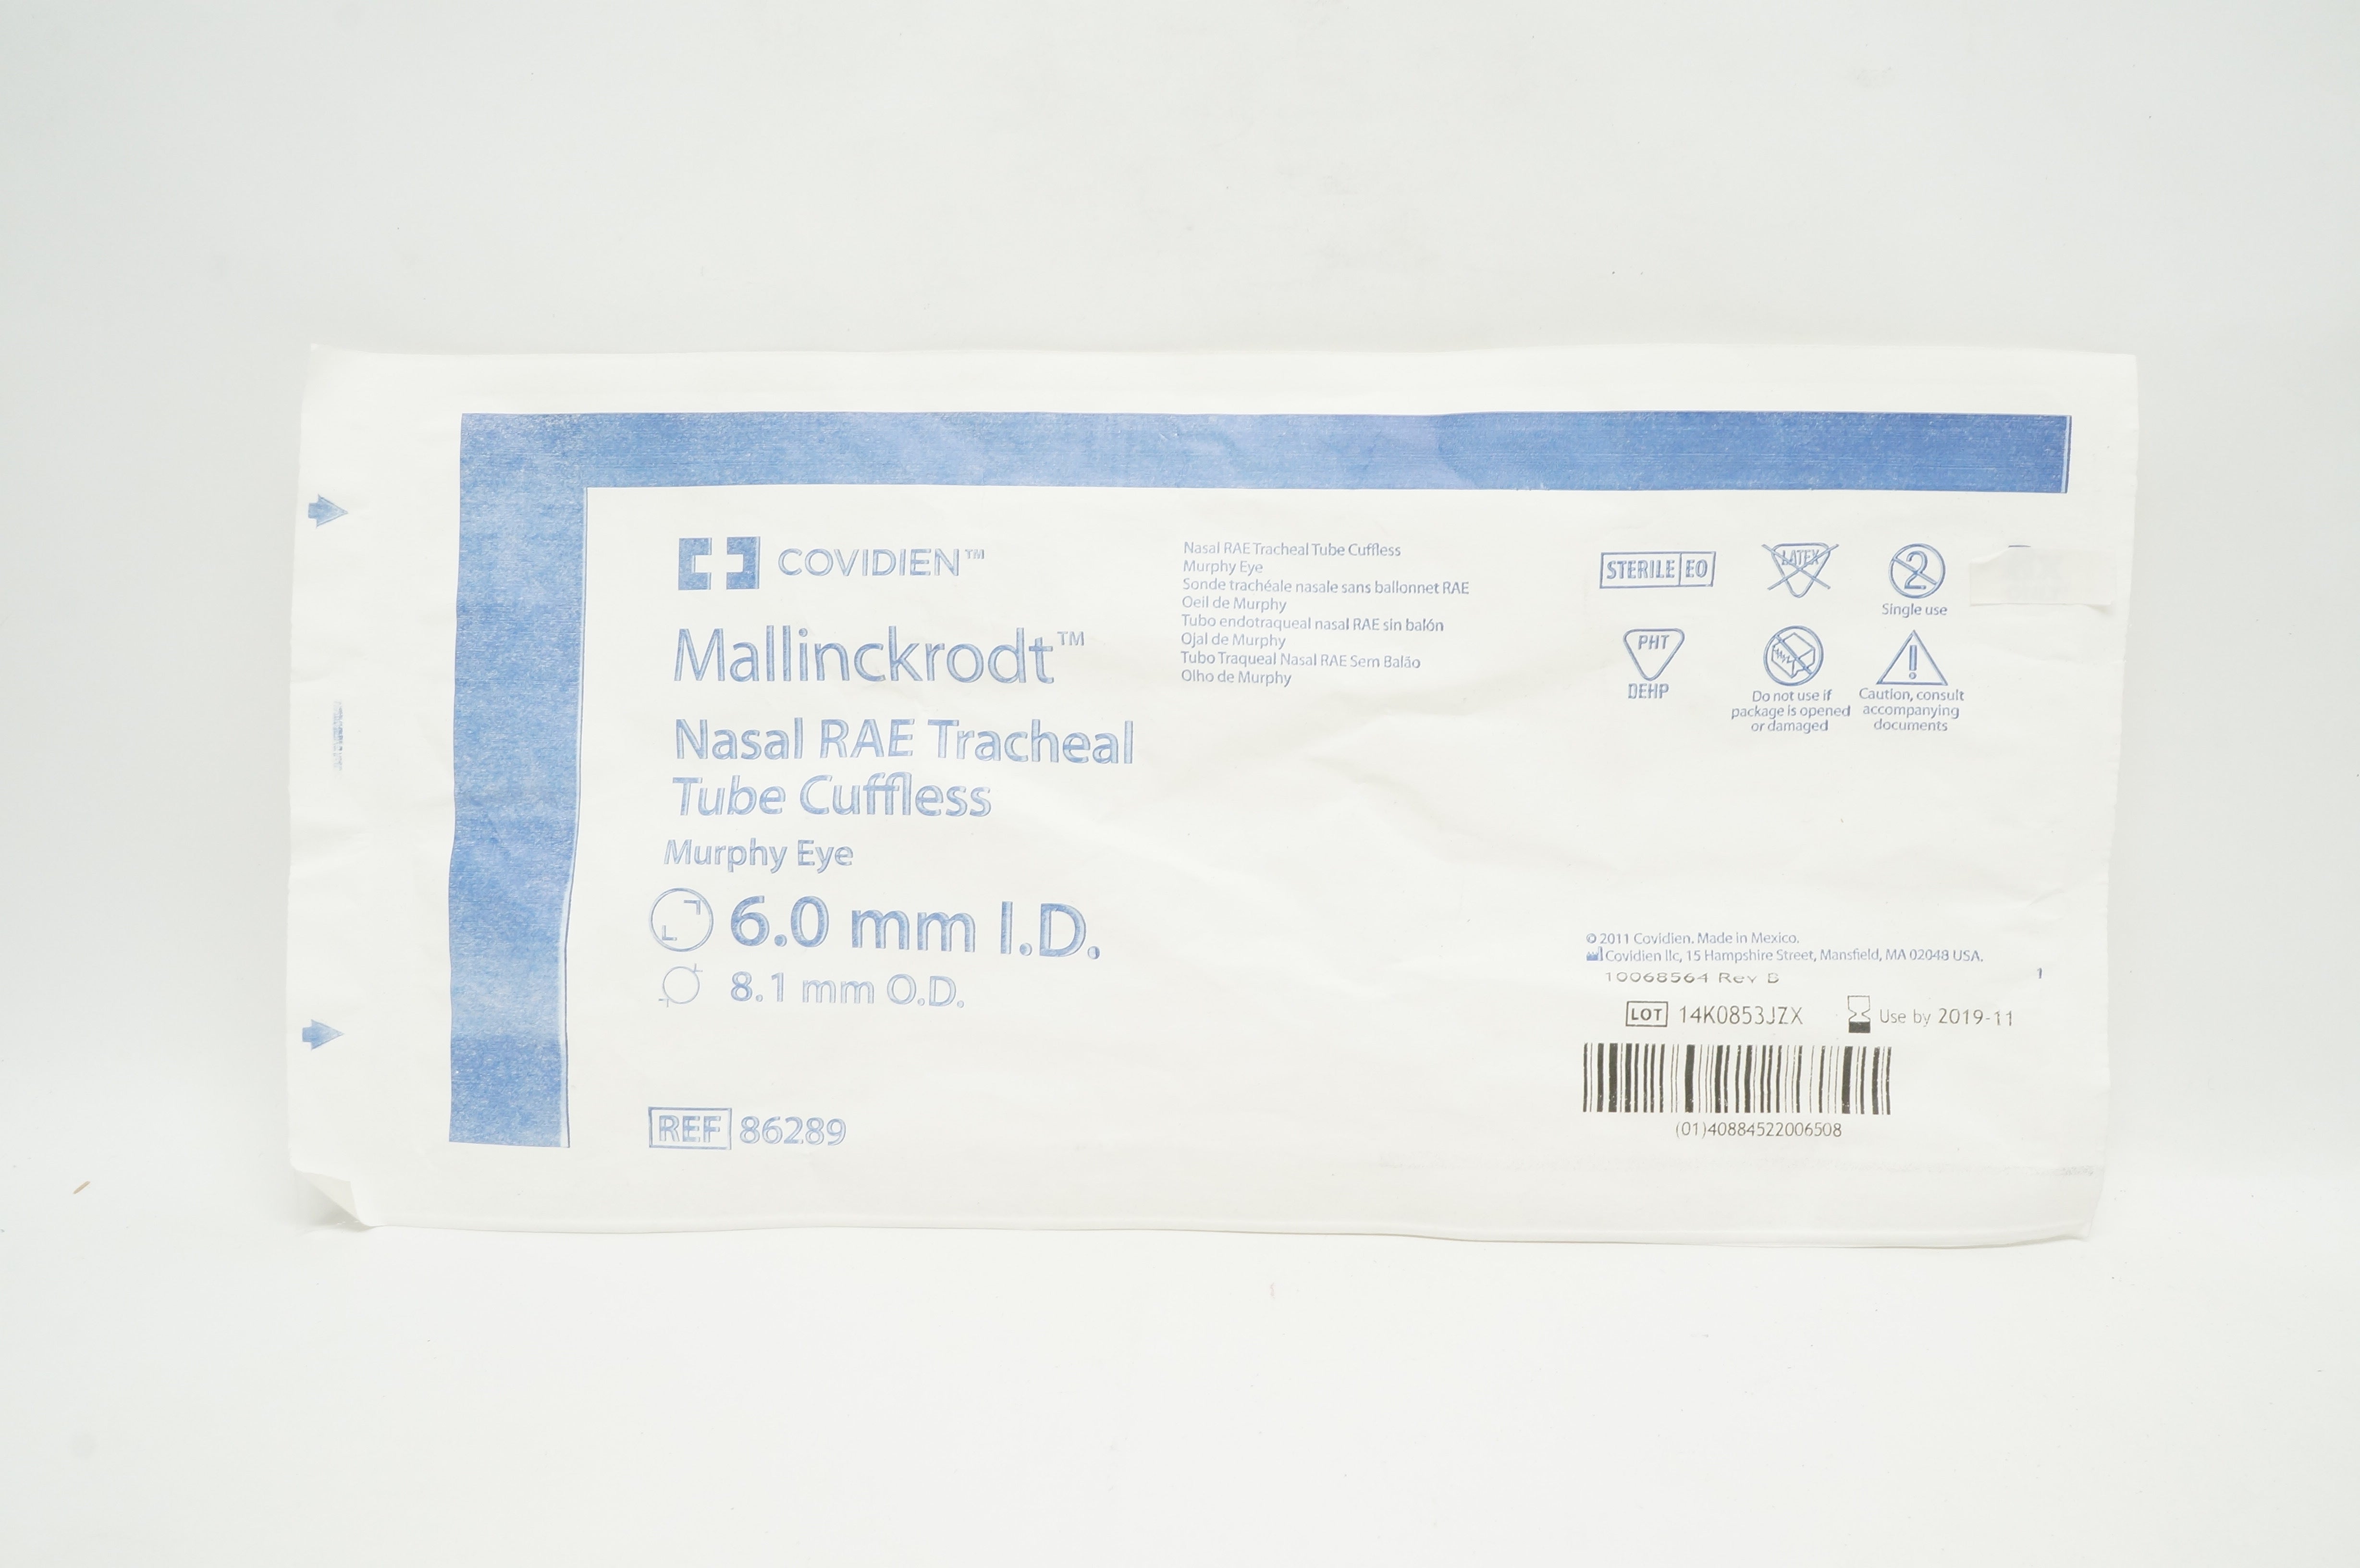 COVIDIEN™
Mallinckrodt™
Nasal RAE Tracheal
Tube Cuffless
Murphy Eye
6.0 mm I.D.
8.1 mm O.D.
REF 86289
Nasal RAE Tracheal Tube Cuffless
Murphy Eye
Sonde trachéale nasale sans ballonnet RAE
Oeil de Murphy
Tubo endotraqueal nasal RAE sin balón
Ojal de Murphy
Tubo Traqueal Nasal RAE Sem Balão
Olho de Murphy
STERILE EO
LATEX
2
Single use
PHT
DEHP
Do not use if
package is opened
or damaged
Caution, consult
accompanying
documents
© 2011 Covidien. Made in Mexico.
Covidien llc, 15 Hampshire Street, Mansfield, MA 02048 USA.
10068564 Rev B
1
LOT 14K0853JZX
Use by 2019-11
(01)40884522006508